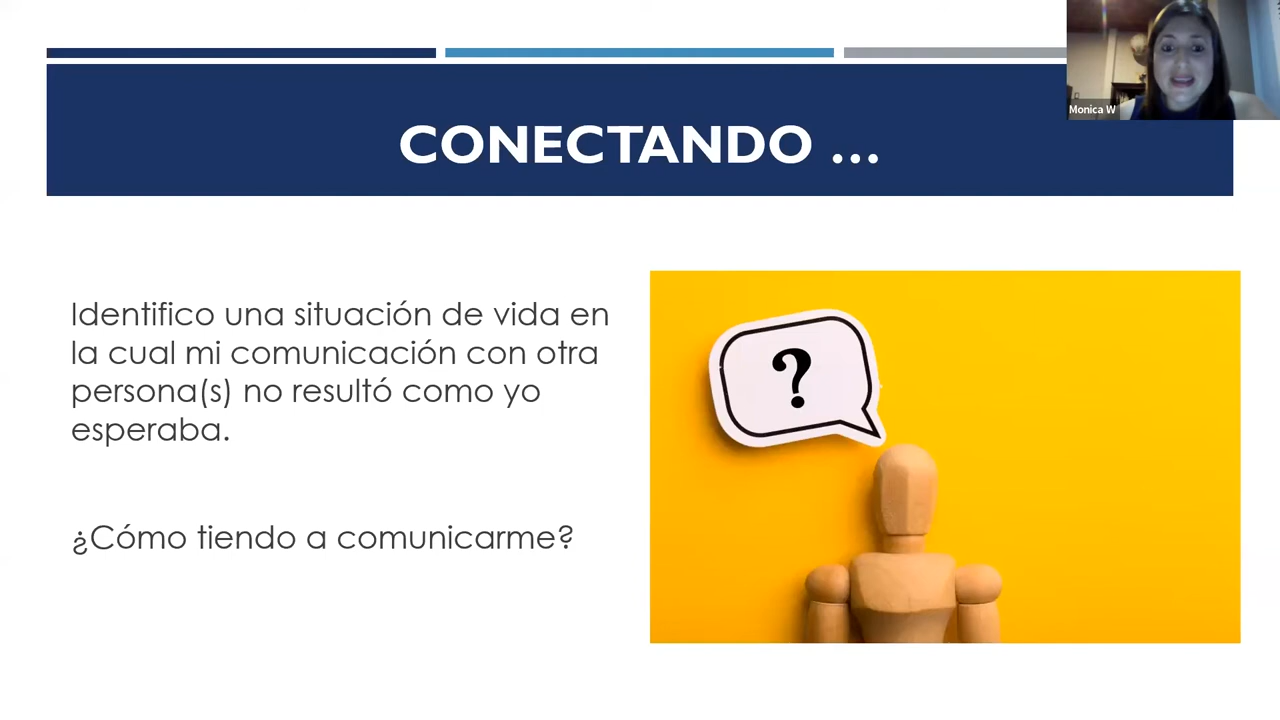 CONECTANDO ...
Monica W
Identifico una situación de vida en
la cual mi comunicación con otra
persona(s) no resultó como yo
esperaba.
¿Cómo tiendo a comunicarme?
?